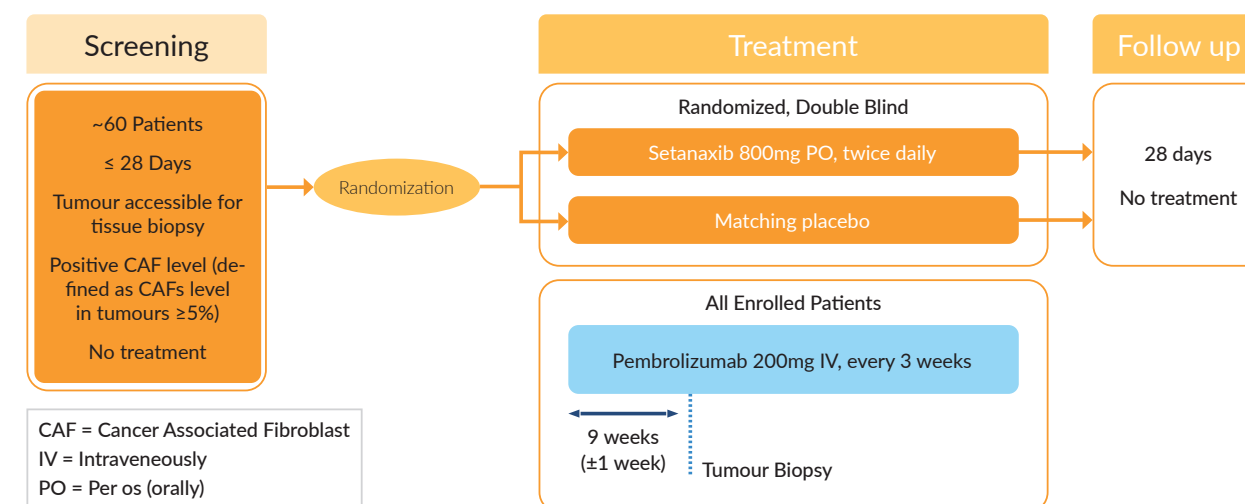 Screening
~60 Patients
≤ 28 Days
Tumour accessible for
tissue biopsy
Positive CAF level (de-
fined as CAFs level
in tumours ≥5%)
No treatment
Randomization
Treatment
Randomized, Double Blind
Setanaxib 800mg PO, twice daily
Matching placebo
All Enrolled Patients
Pembrolizumab 200mg IV, every 3 weeks
9 weeks
(±1 week)
Tumour Biopsy
Follow up
28 days
No treatment
CAF = Cancer Associated Fibroblast
IV = Intraveneously
PO = Per os (orally)